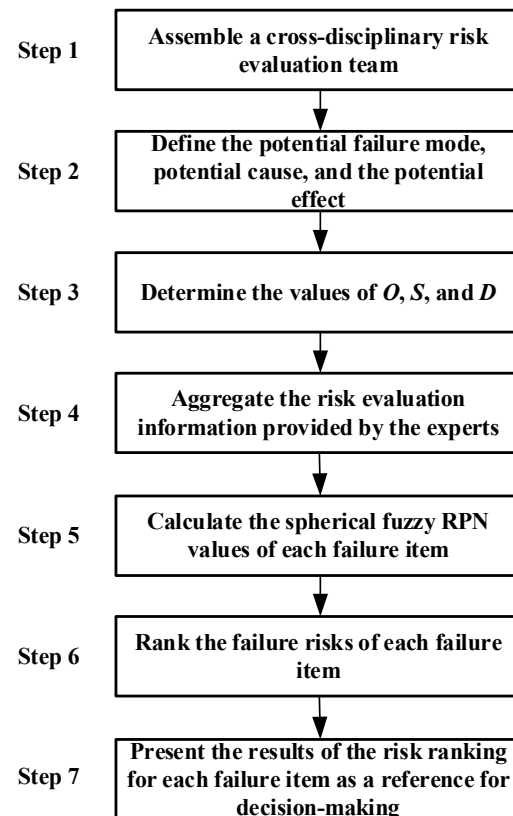 Step 1
Assemble a cross-disciplinary risk
evaluation team
Step 2
Define the potential failure mode,
potential cause, and the potential
effect
Step 3
Determine the values of O, S, and D
Step 4
Aggregate the risk evaluation
information provided by the experts
Step 5
Calculate the spherical fuzzy RPN
values of each failure item
Step 6
Rank the failure risks of each failure
item
Step 7
Present the results of the risk ranking
for each failure item as a reference for
decision-making